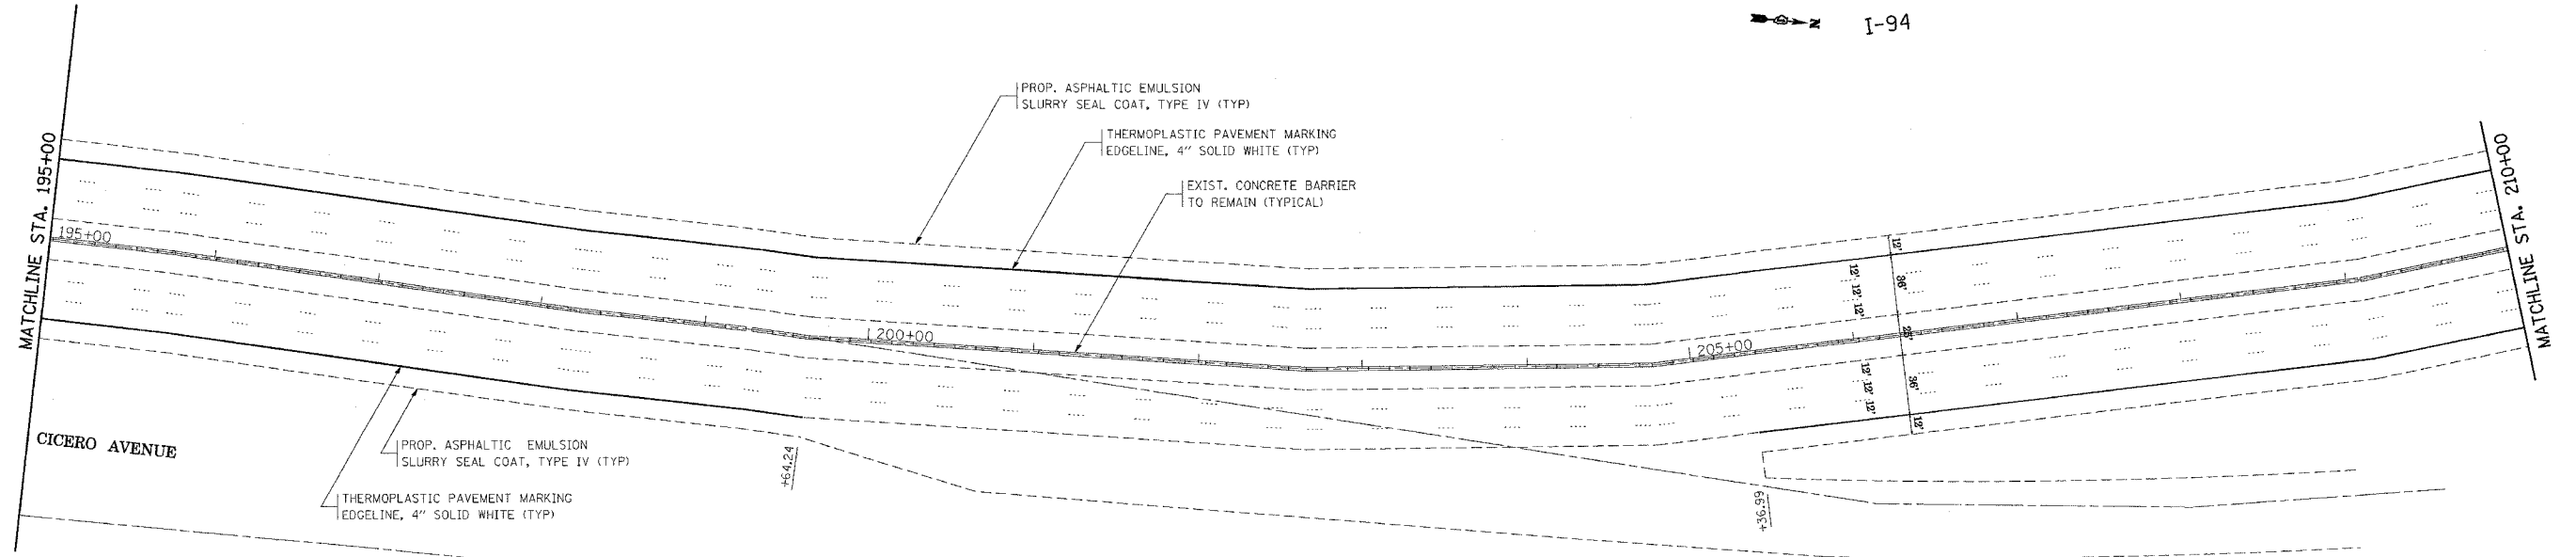 N
I-94
PROP. ASPHALTIC EMULSION
SLURRY SEAL COAT, TYPE IV (TYP)
THERMOPLASTIC PAVEMENT MARKING
EDGELINE, 4" SOLID WHITE (TYP)
EXIST. CONCRETE BARRIER
TO REMAIN (TYPICAL)
MATCHLINE STA. 195+00
195+00
200+00
205+00
12'
36'
12' 12' 12'
36'
12' 12' 12'
12'
MATCHLINE STA. 210+00
CICERO AVENUE
PROP. ASPHALTIC EMULSION
SLURRY SEAL COAT, TYPE IV (TYP)
THERMOPLASTIC PAVEMENT MARKING
EDGELINE, 4" SOLID WHITE (TYP)
+64.24
+36.99